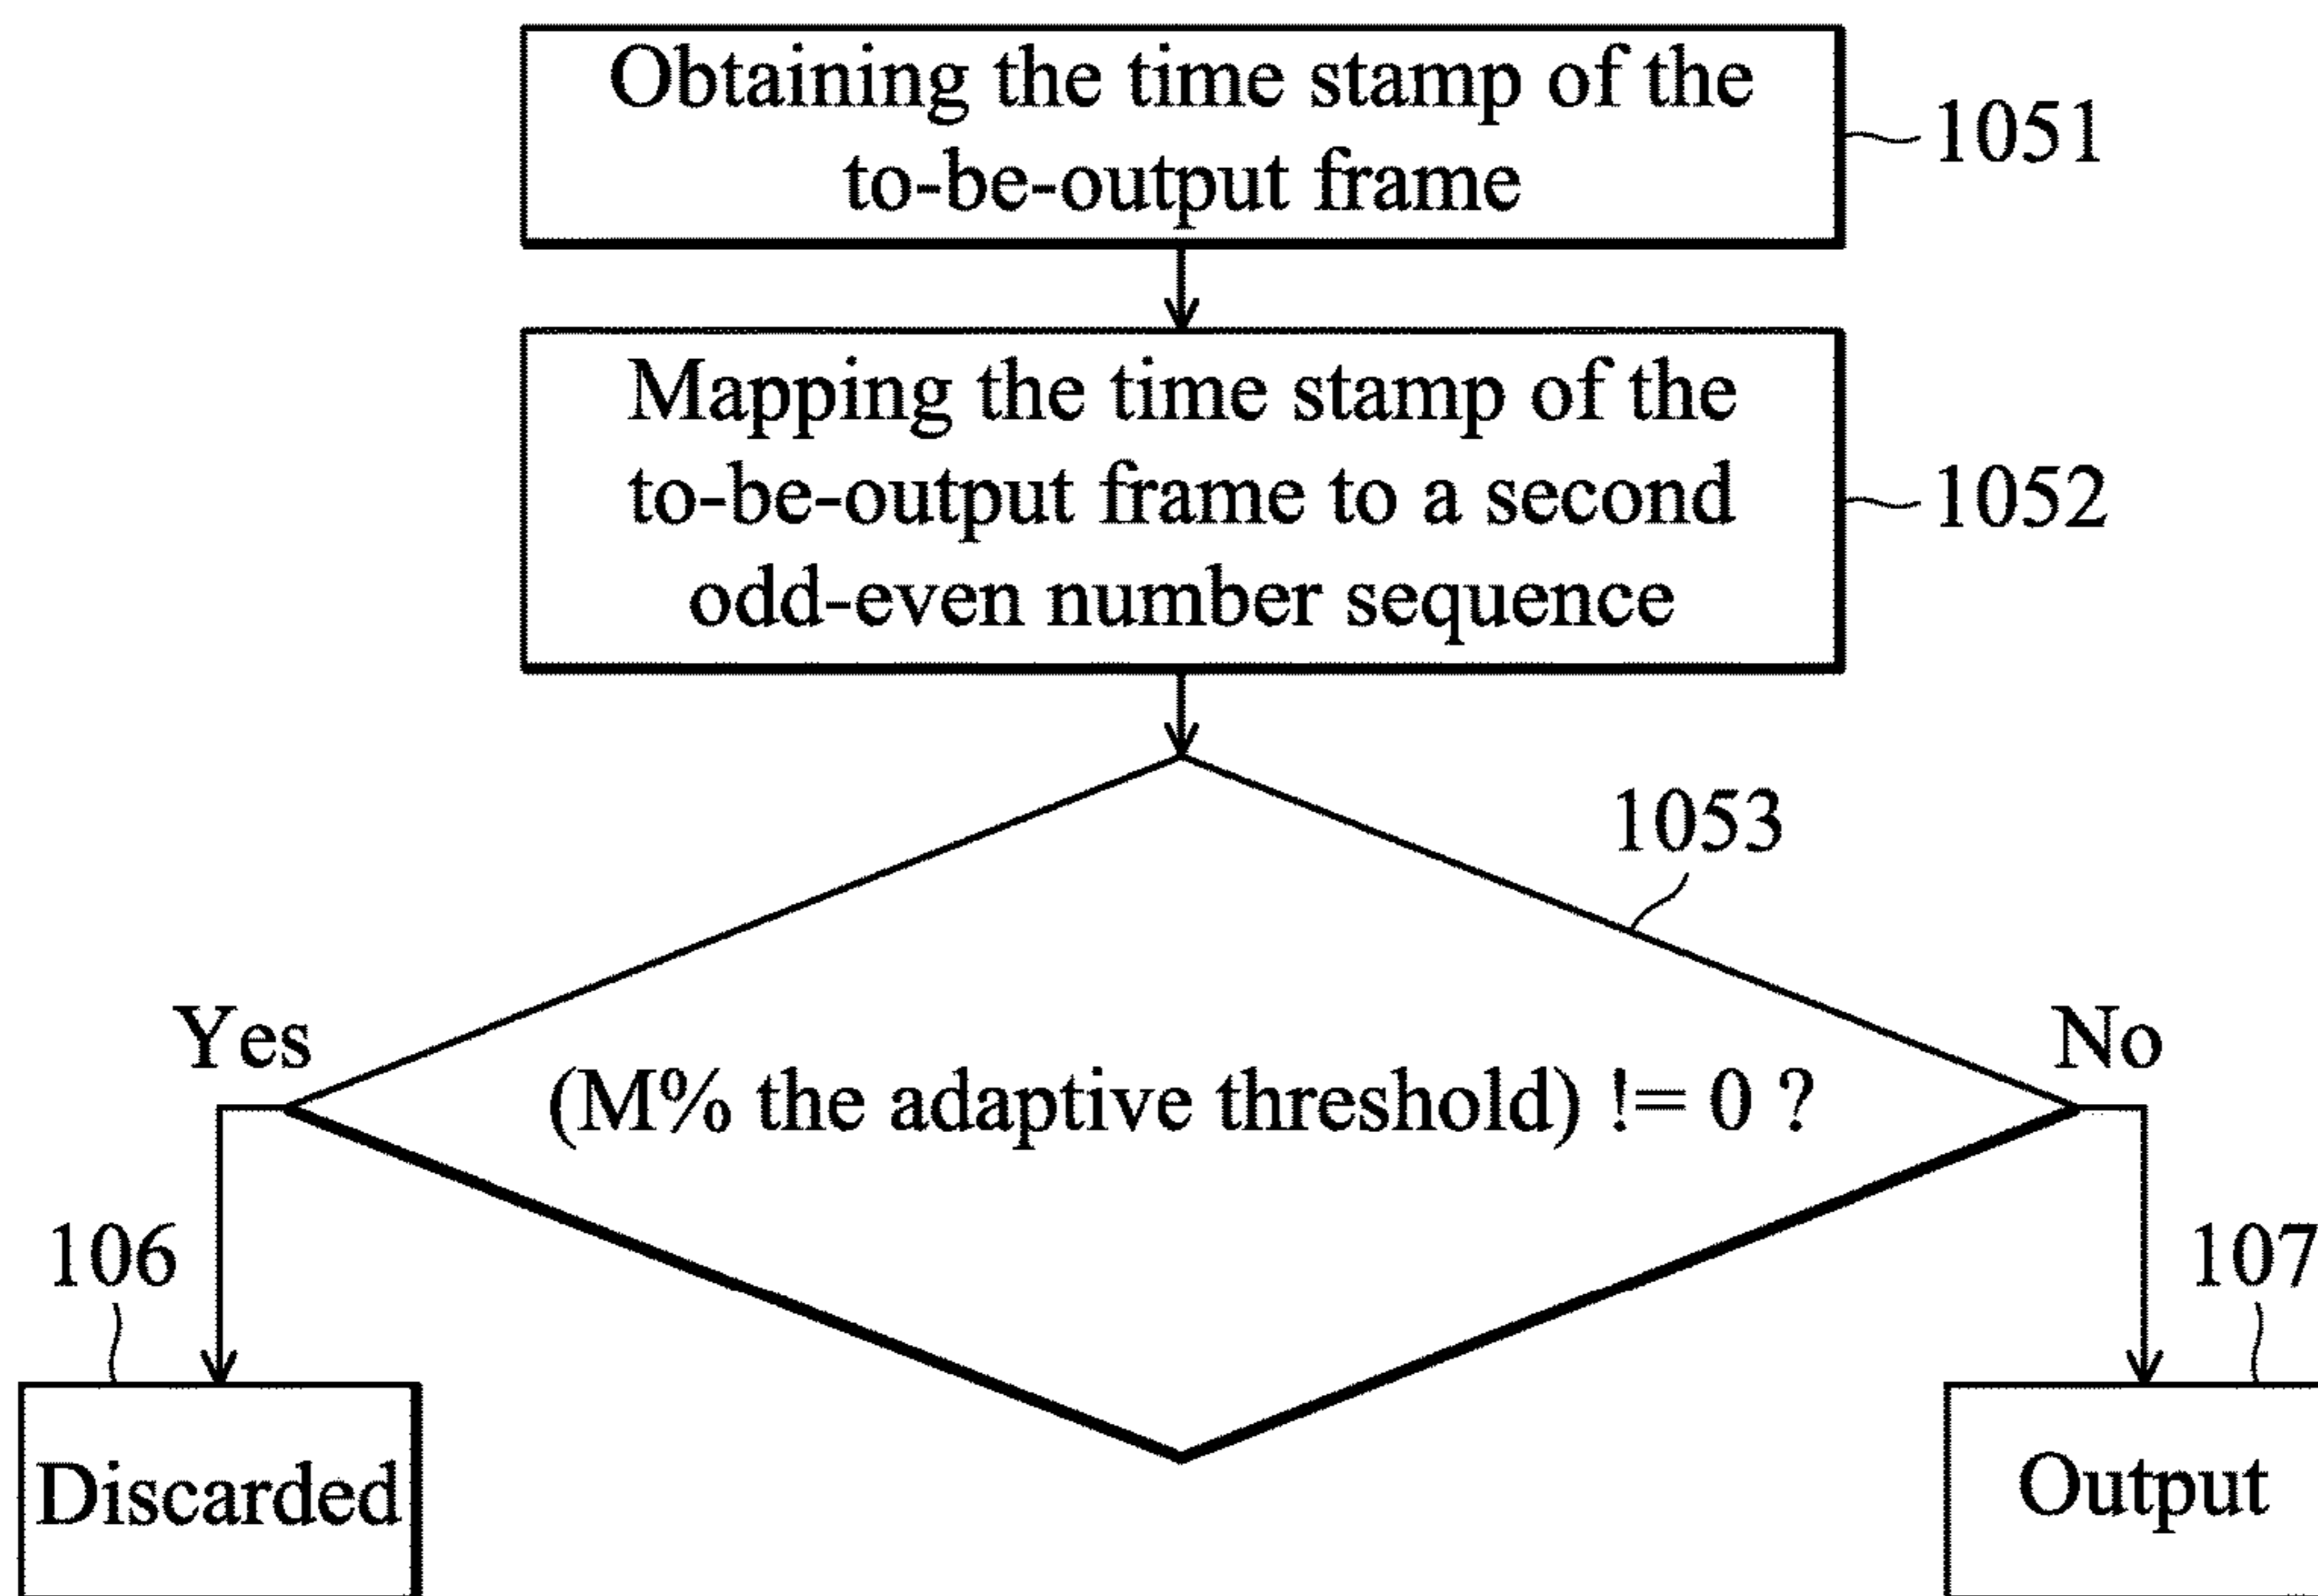 Obtaining the time stamp of the
to-be-output frame
1051
Mapping the time stamp of the
to-be-output frame to a second
odd-even number sequence
1052
1053
Yes
No
(M% the adaptive threshold) != 0 ?
106
107
Discarded
Output